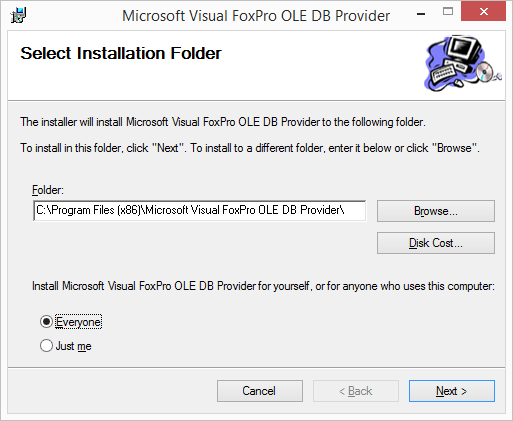 Microsoft Visual FoxPro OLE DB Provider
Select Installation Folder
The installer will install Microsoft Visual FoxPro OLE DB Provider to the following folder.
To install in this folder, click "Next". To install to a different folder, enter it below or click "Browse".
Folder:
C:\Program Files (x86)\Microsoft Visual FoxPro OLE DB Provider\
Browse...
Disk Cost...
Install Microsoft Visual FoxPro OLE DB Provider for yourself, or for anyone who uses this computer:
Everyone
Just me
Cancel
< Back
Next >